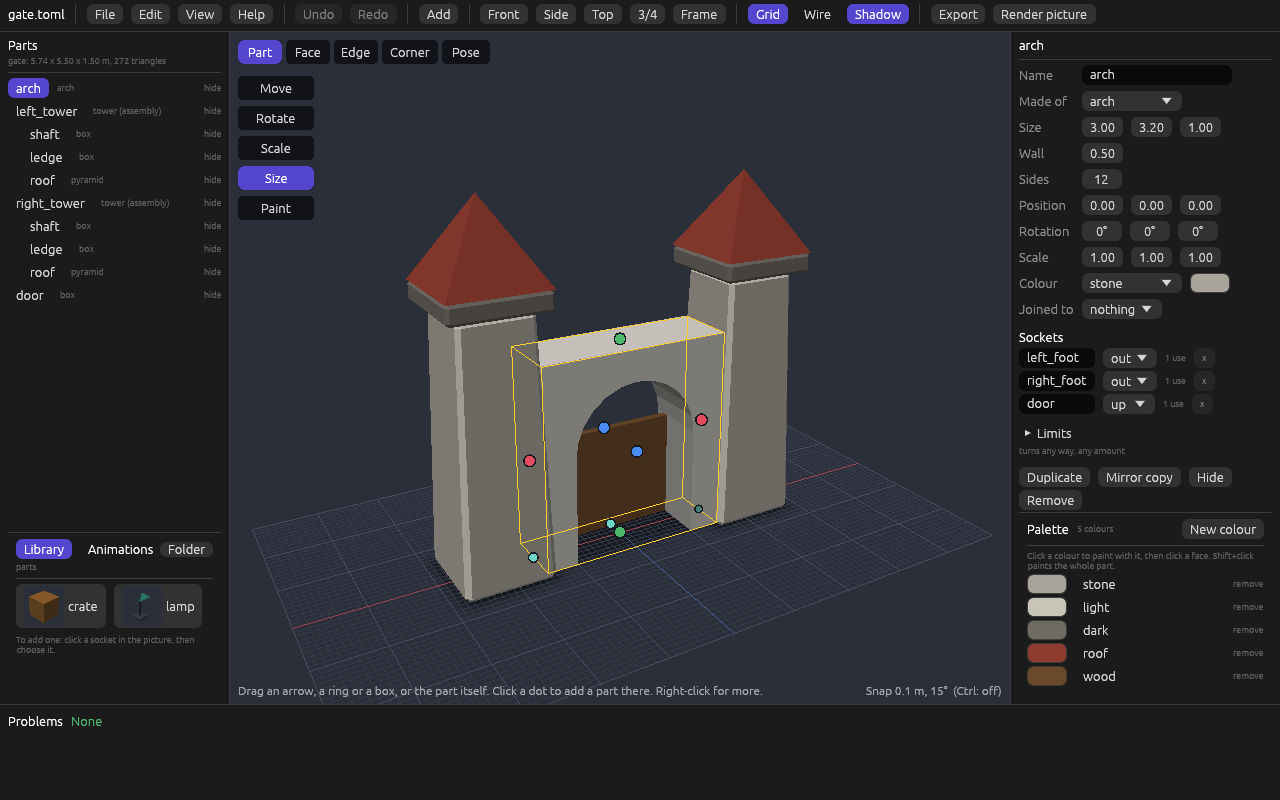 gate.toml File Edit View Help Undo Redo Add Front Side Top 3/4 Frame Grid Wire Shadow Export Render picture
Parts
gate: 5.74 x 5.50 x 1.50 m, 272 triangles
arch arch hide
left_tower tower (assembly) hide
shaft box hide
ledge box hide
roof pyramid hide
right_tower tower (assembly) hide
shaft box hide
ledge box hide
roof pyramid hide
door box hide
Library Animations Folder
parts
crate lamp
To add one: click a socket in the picture, then
choose it.
Part Face Edge Corner Pose
Move
Rotate
Scale
Size
Paint
Drag an arrow, a ring or a box, or the part itself. Click a dot to add a part there. Right-click for more. Snap 0.1 m, 15° (Ctrl: off)
arch
Name arch
Made of arch
Size 3.00 3.20 1.00
Wall 0.50
Sides 12
Position 0.00 0.00 0.00
Rotation 0° 0° 0°
Scale 1.00 1.00 1.00
Colour stone
Joined to nothing
Sockets
left_foot out 1 use x
right_foot out 1 use x
door up 1 use x
Limits
turns any way, any amount
Duplicate Mirror copy Hide
Remove
Palette 5 colours New colour
Click a colour to paint with it, then click a face. Shift+click
paints the whole part.
stone remove
light remove
dark remove
roof remove
wood remove
Problems None